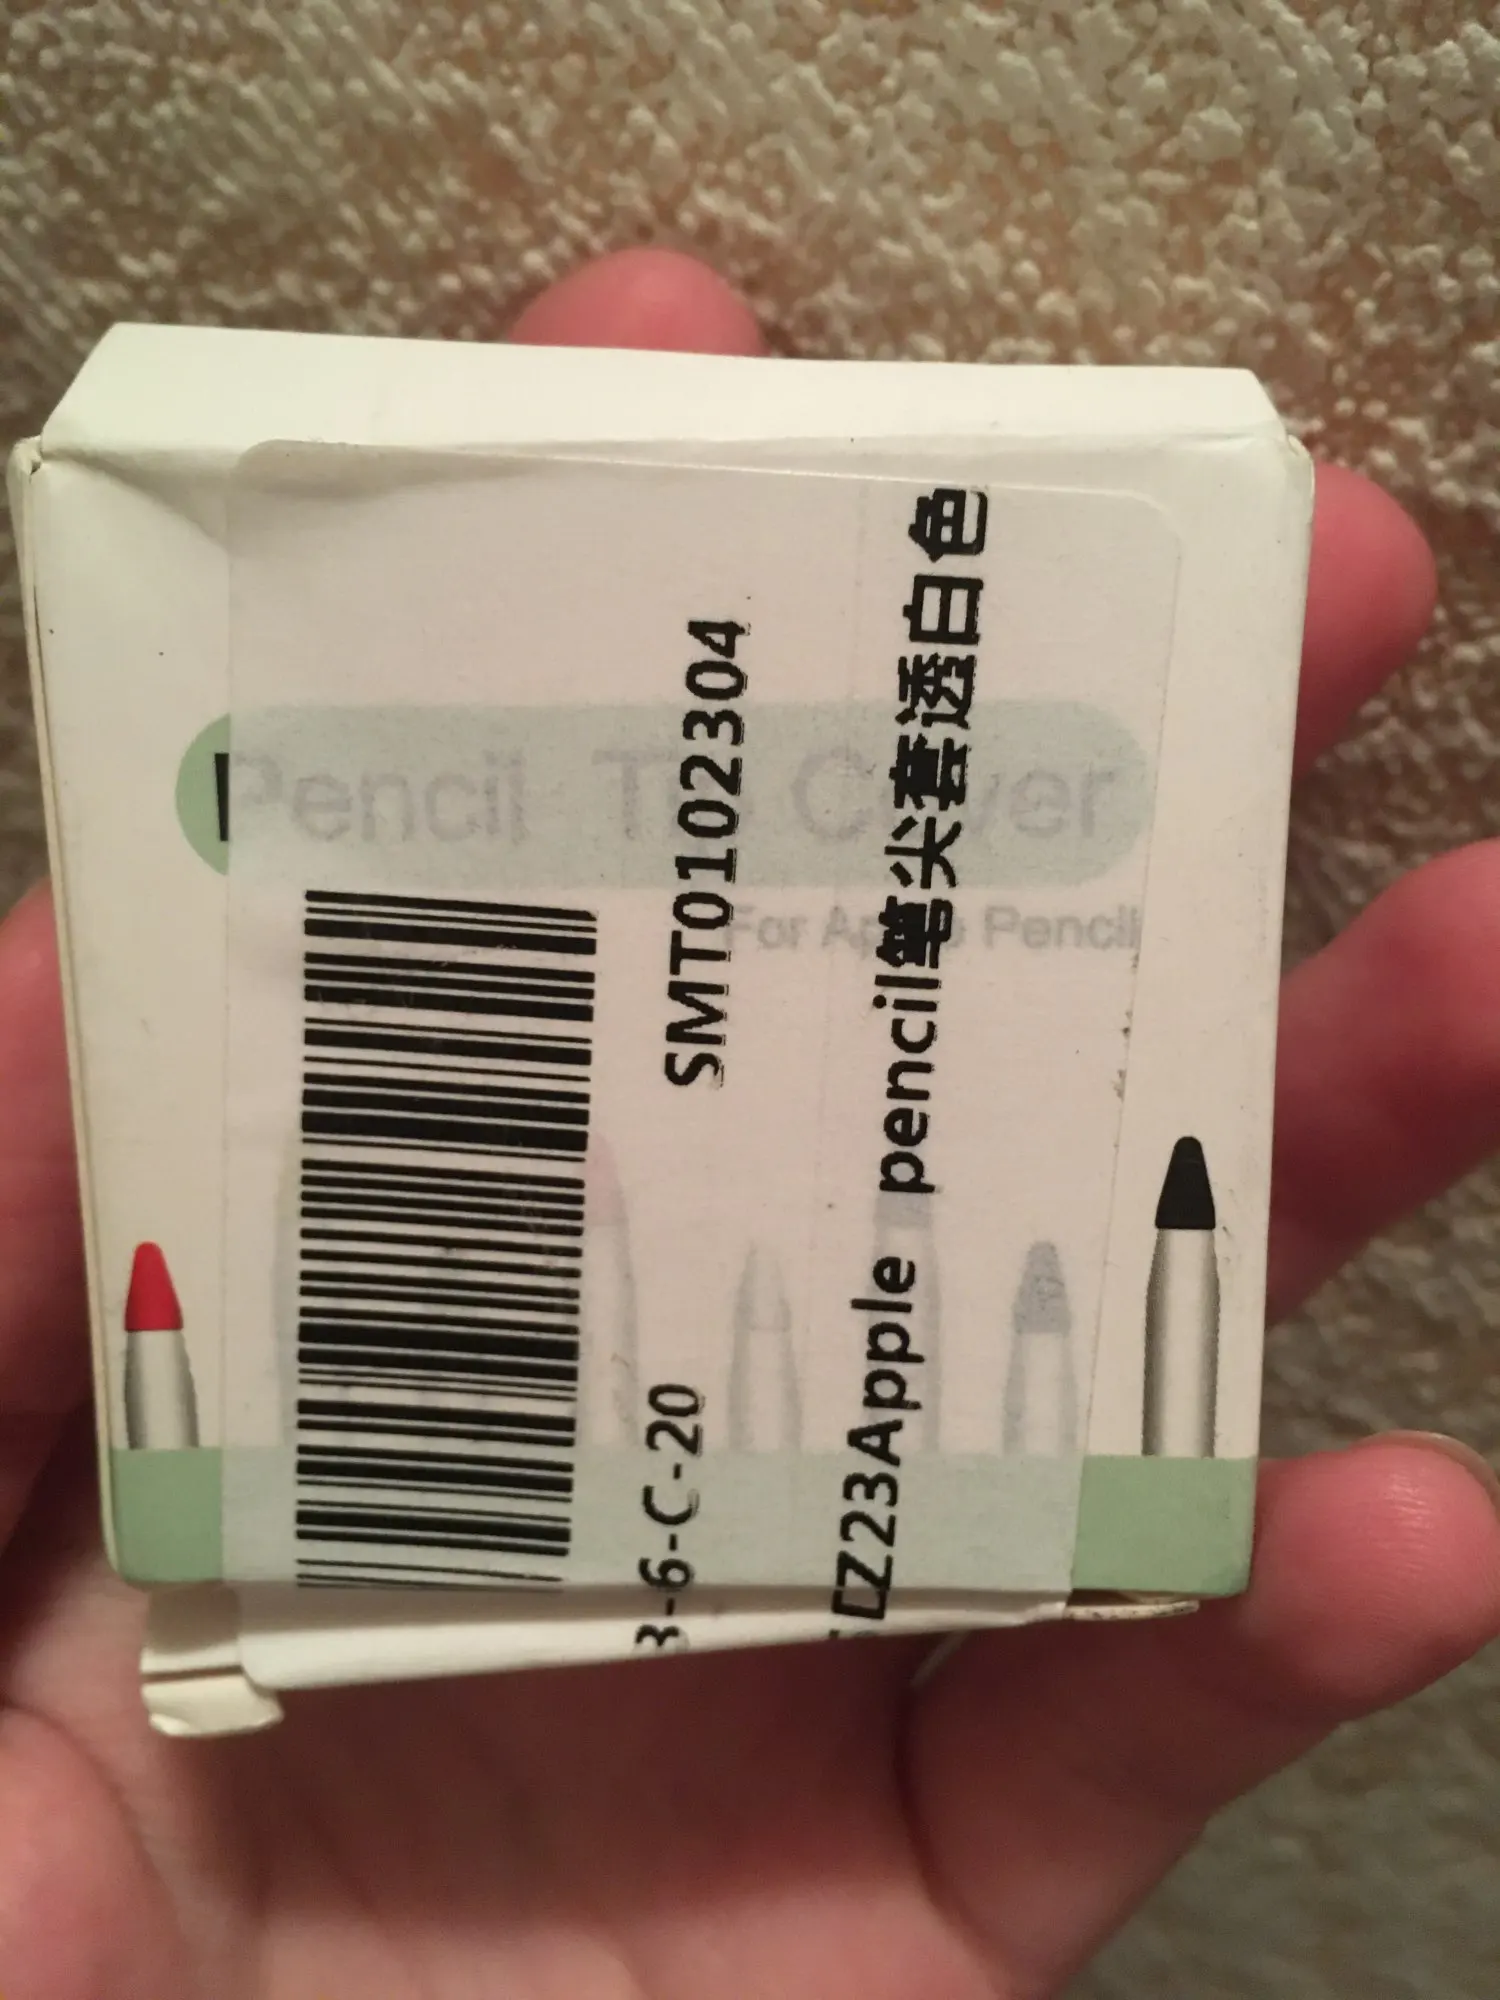 Pencil Tip Cover
For Apple Pencil
SMT0102304
3-6-C-20
Z23Apple pencil笔尖套透白色